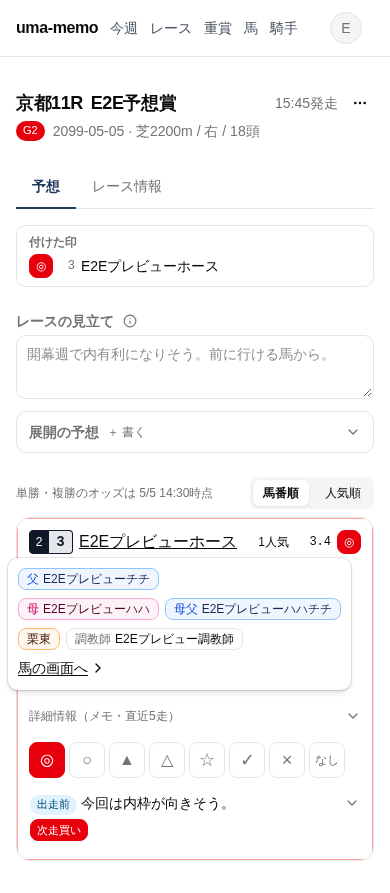 uma-memo 今週 レース 重賞 馬 騎手 E
京都11R E2E予想賞 15:45発走 …
G2 2099-05-05 · 芝2200m / 右 / 18頭
予想 レース情報
付けた印
◎ 3 E2Eプレビューホース
レースの見立て
開幕週で内有利になりそう。前に行ける馬から。
展開の予想 + 書く
単勝・複勝のオッズは 5/5 14:30時点 馬番順 人気順
2 3 E2Eプレビューホース 1人気 3.4 ◎
父 E2Eプレビューチチ
母 E2Eプレビューハハ 母父 E2Eプレビューハハチチ
栗東 調教師 E2Eプレビュー調教師
馬の画面へ
詳細情報（メモ・直近5走）
◎ ○ ▲ △ ☆ ✓ × なし
出走前 今回は内枠が向きそう。
次走買い